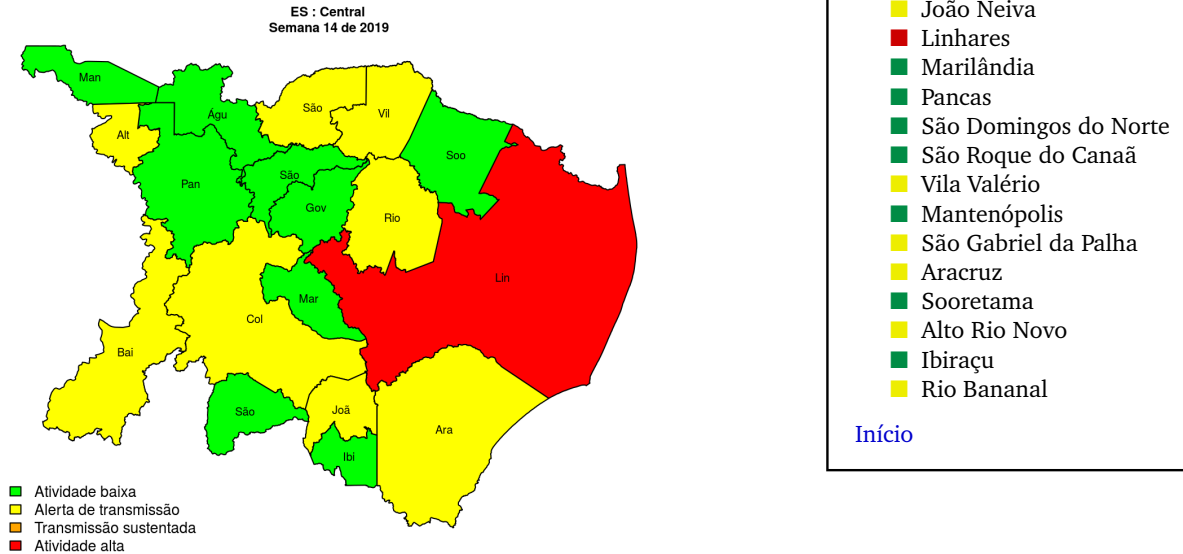 ES : Central
Semana 14 de 2019
Man
Águ
São
Vil
Alt
Soo
Pan
São
Gov
Rio
Lin
Mar
Col
Bai
São
Joã
Ara
Ibi
Atividade baixa
Alerta de transmissão
Transmissão sustentada
Atividade alta
João Neiva
Linhares
Marilândia
Pancas
São Domingos do Norte
São Roque do Canaã
Vila Valério
Mantenópolis
São Gabriel da Palha
Aracruz
Sooretama
Alto Rio Novo
Ibiraçu
Rio Bananal
Início